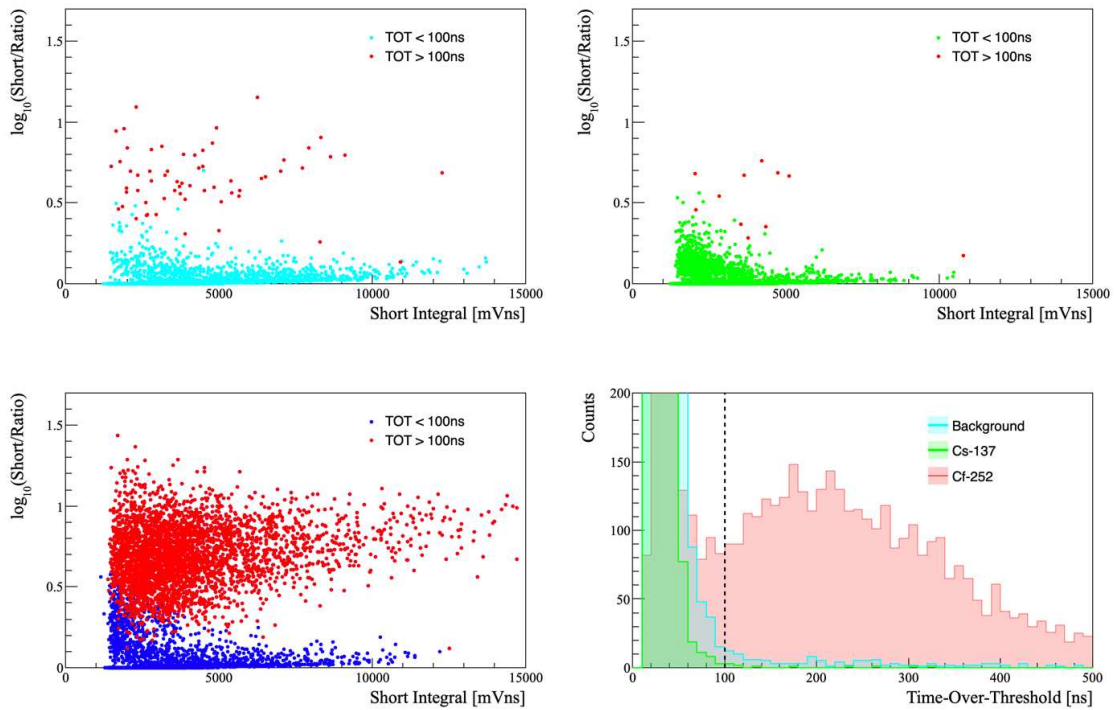 log10(Short/Ratio)
1.5
1
0.5
0
TOT < 100ns
TOT > 100ns
0 5000 10000 15000
Short Integral [mVns]
log10(Short/Ratio)
1.5
1
0.5
0
TOT < 100ns
TOT > 100ns
0 5000 10000 15000
Short Integral [mVns]
log10(Short/Ratio)
1.5
1
0.5
0
TOT < 100ns
TOT > 100ns
0 5000 10000 15000
Short Integral [mVns]
Counts
200
150
100
50
0
Background
Cs-137
Cf-252
0 100 200 300 400 500
Time-Over-Threshold [ns]